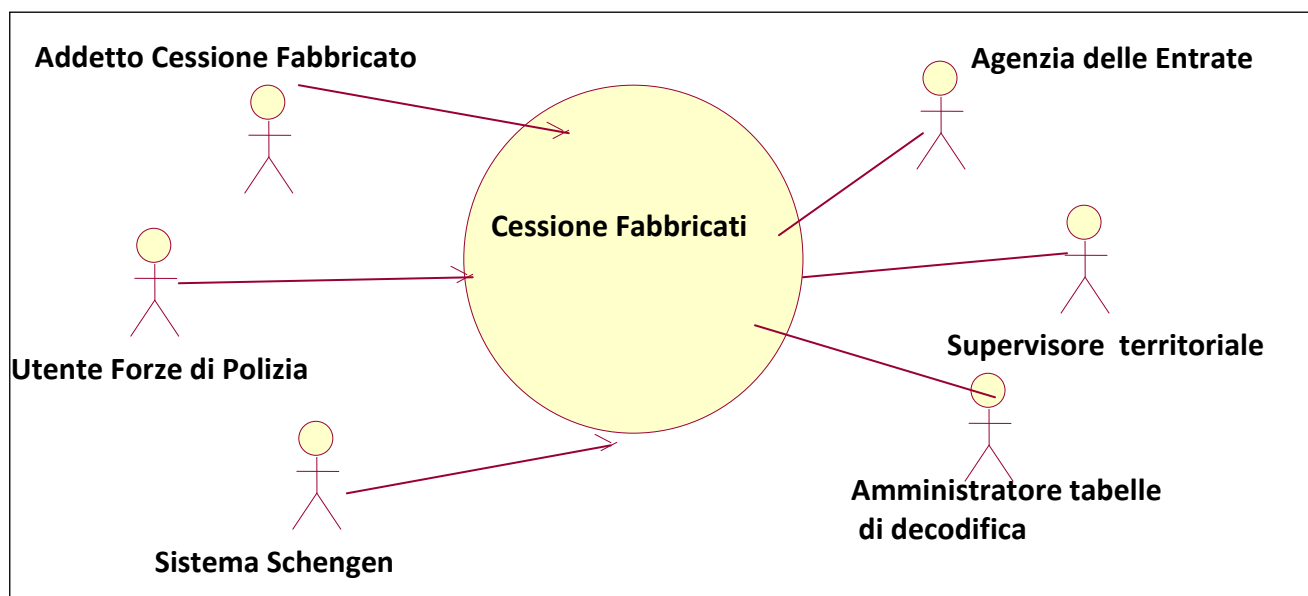 Addetto Cessione Fabbricato
Agenzia delle Entrate
Cessione Fabbricati
Supervisore territoriale
Utente Forze di Polizia
Amministratore tabelle
di decodifica
Sistema Schengen